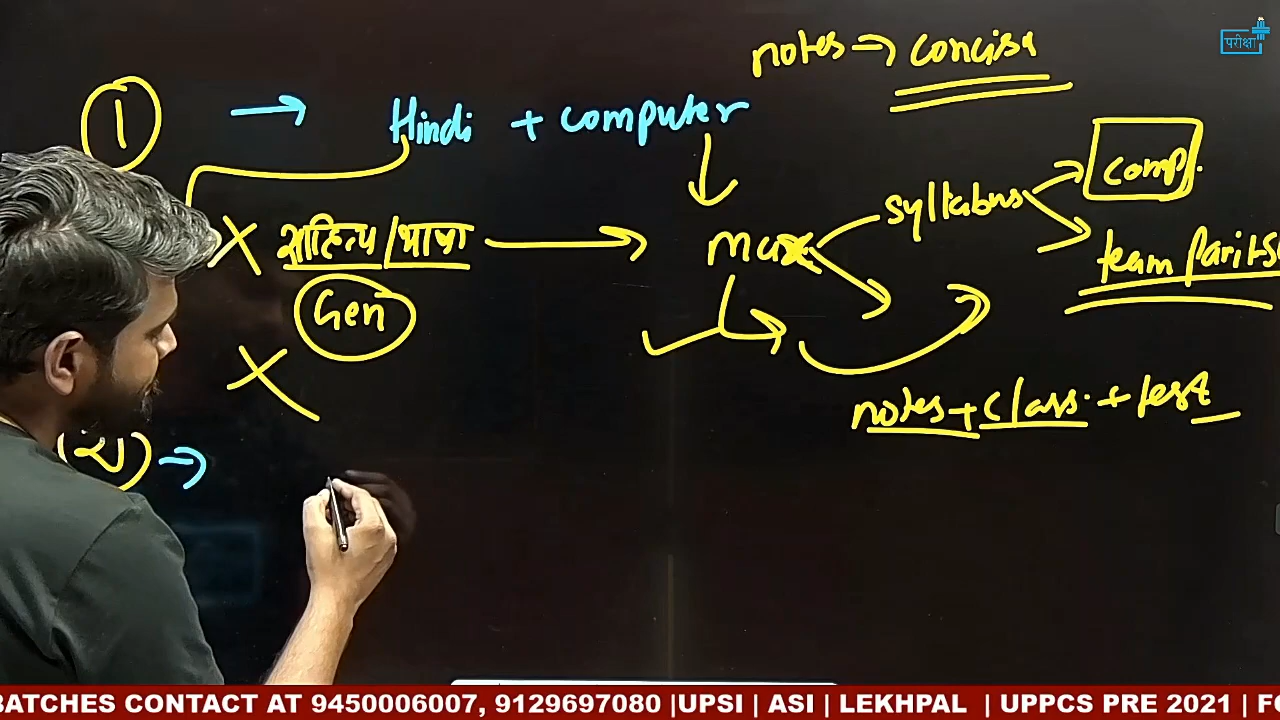 notes → concise
परीक्षा
① → Hindi + computer
साहित्य/भाषा → max
syllabus
comp.
team Pariksh
Gen
notes + class. + test
(2) →
BATCHES CONTACT AT 9450006007, 9129697080 |UPSI | ASI | LEKHPAL | UPPCS PRE 2021 | FO